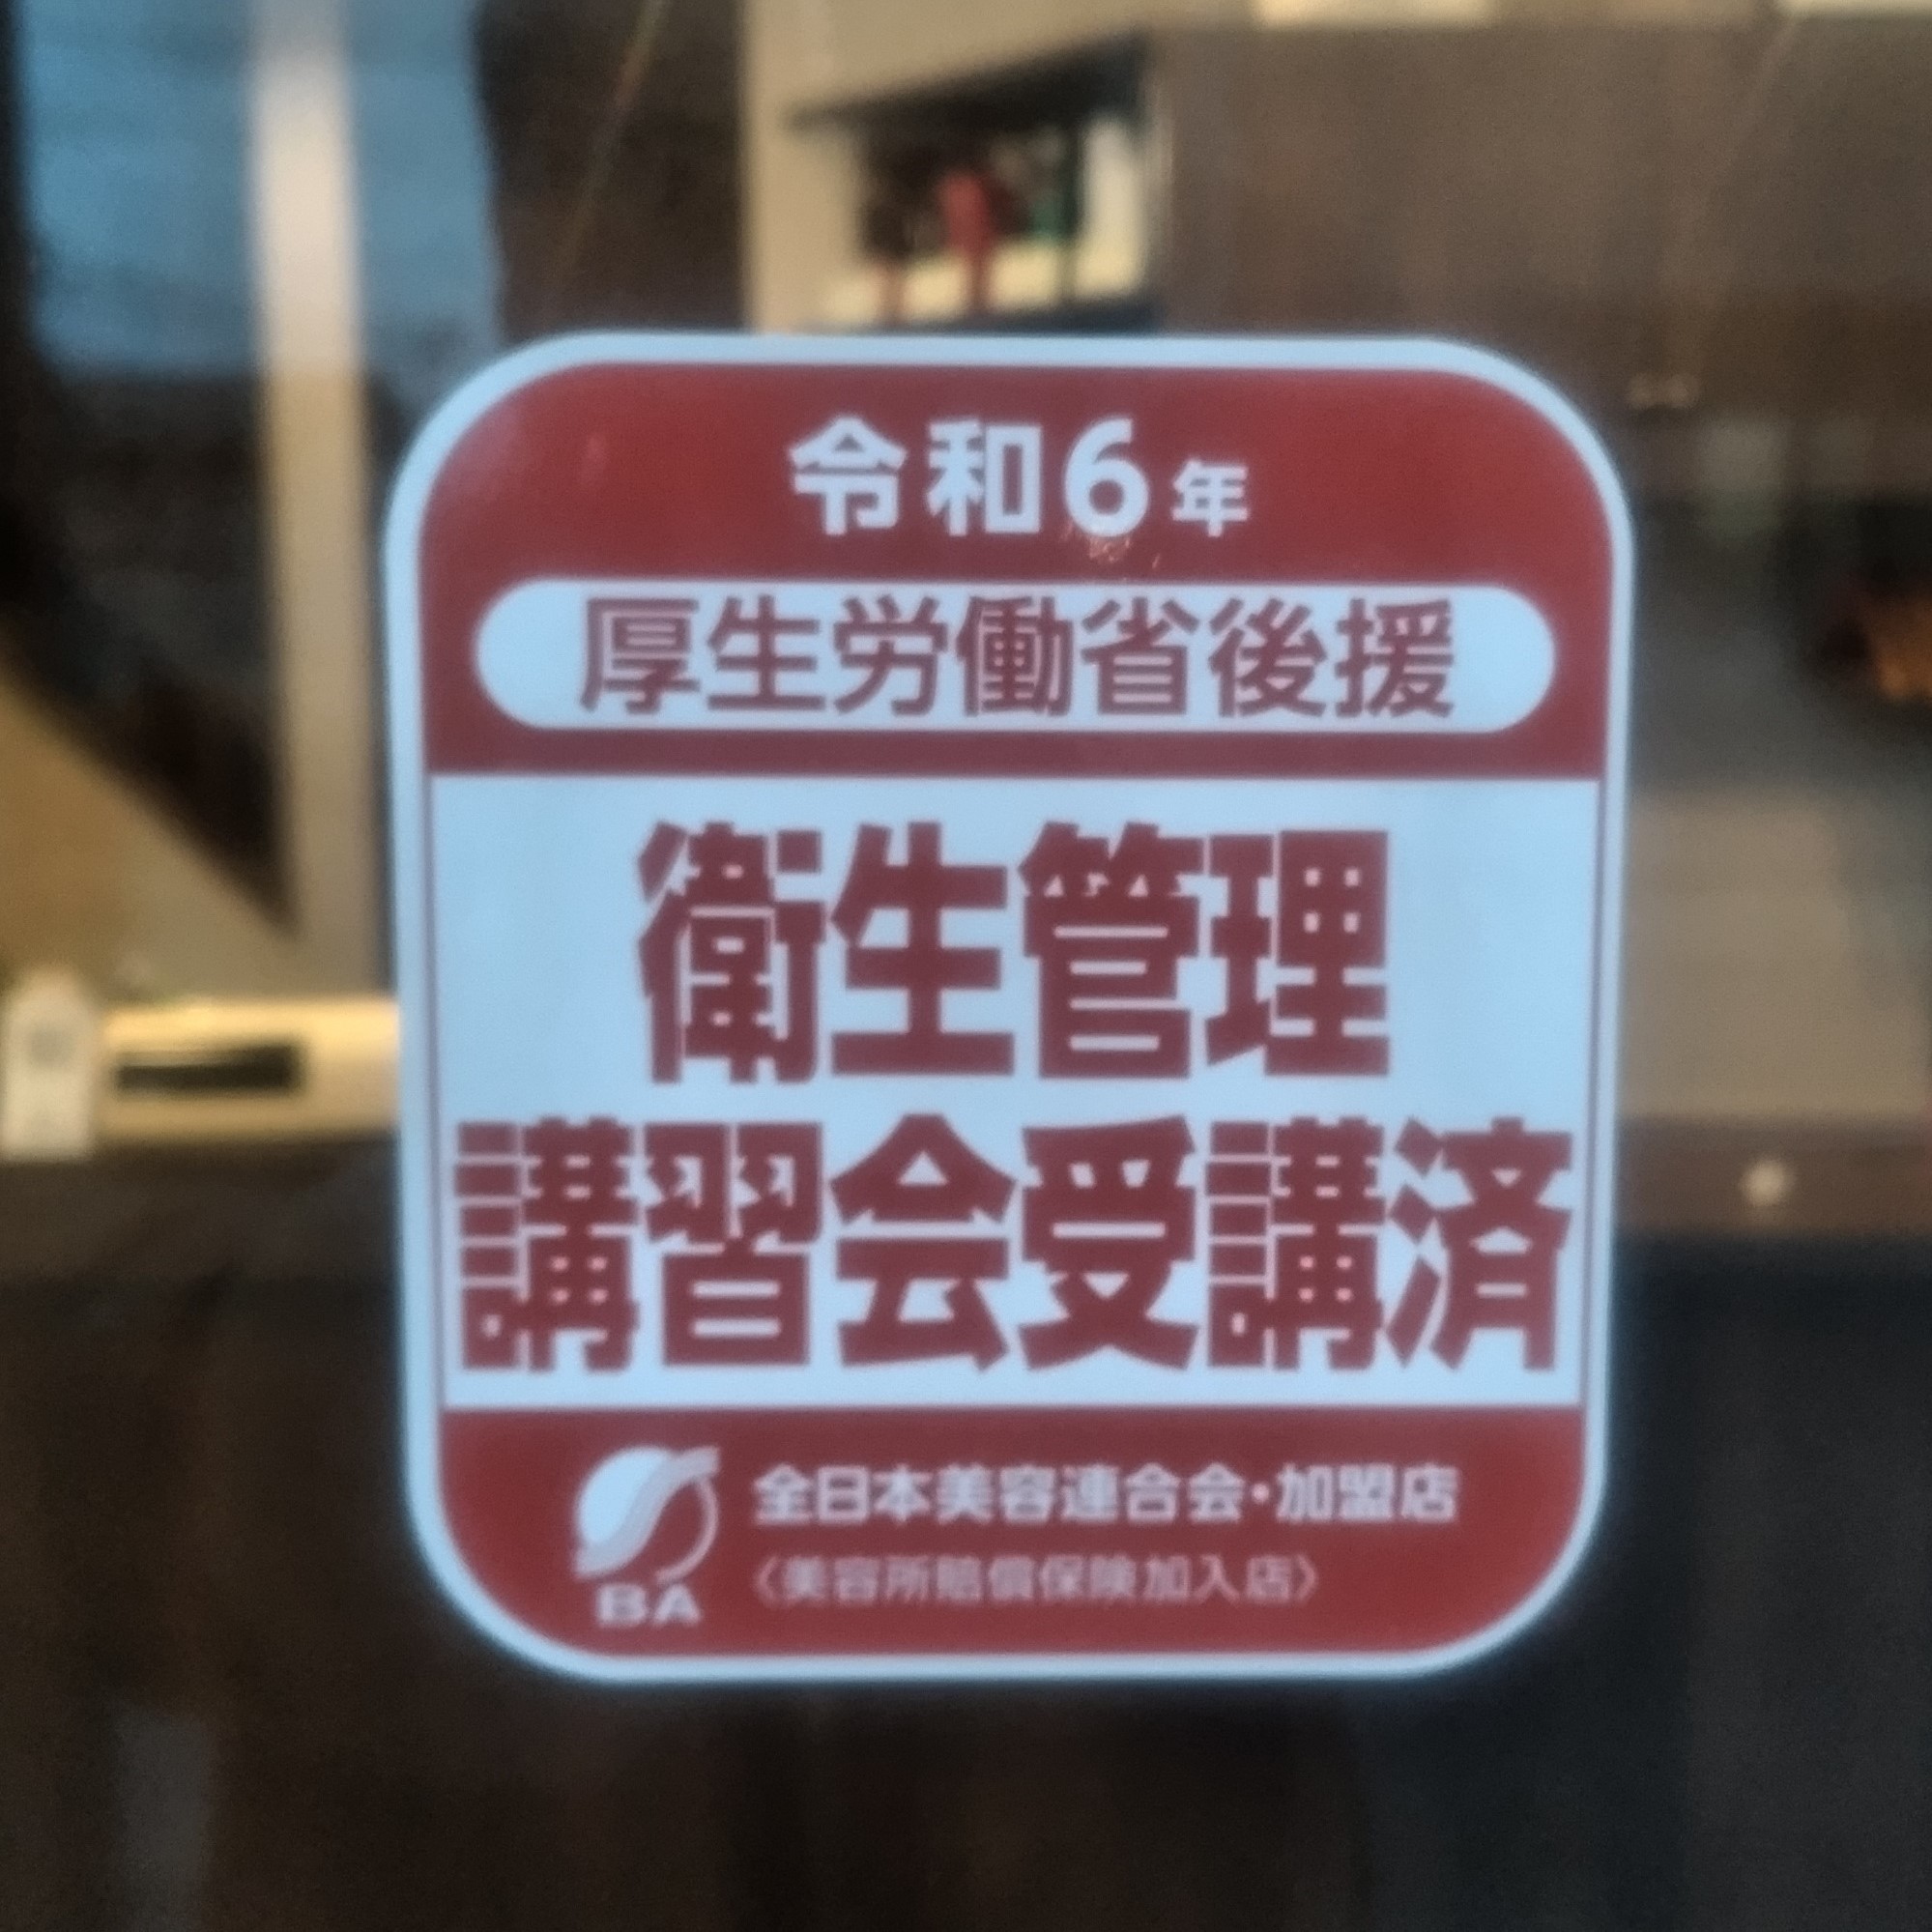 令和6年
厚生労働省後援
衛生管理
講習会受講済
全日本美容連合会・加盟店
〈美容所賠償保険加入店〉
BA